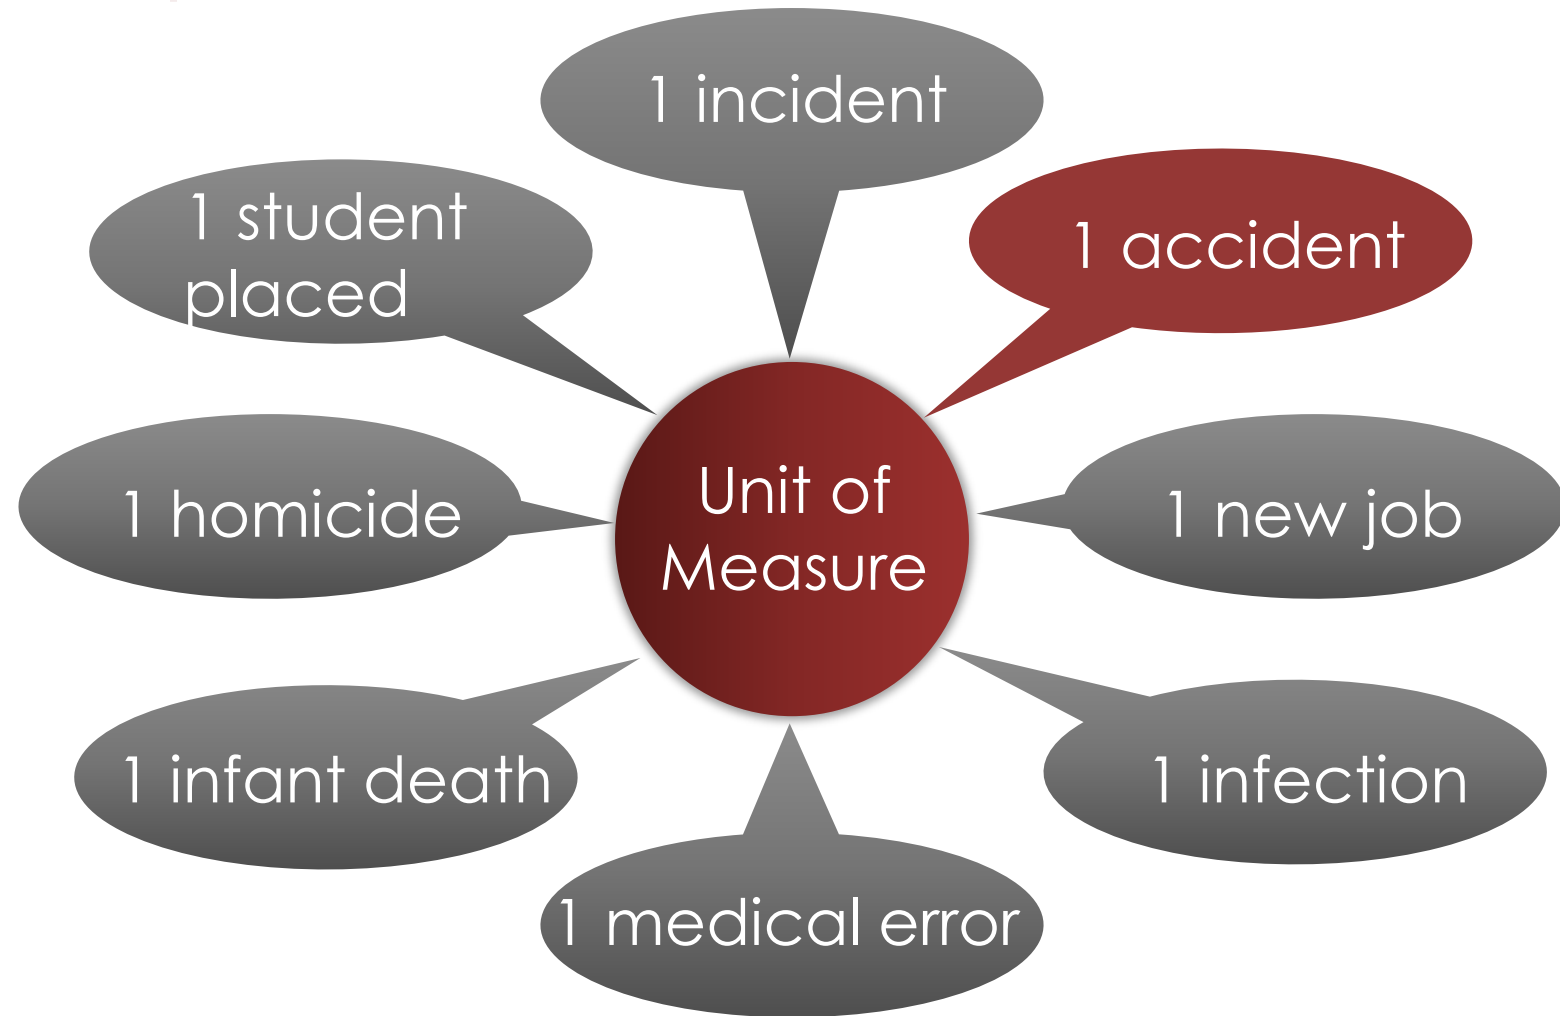 1 incident
1 student
placed
1 accident
1 homicide
Unit of
Measure
1 new job
1 infant death
1 infection
1 medical error